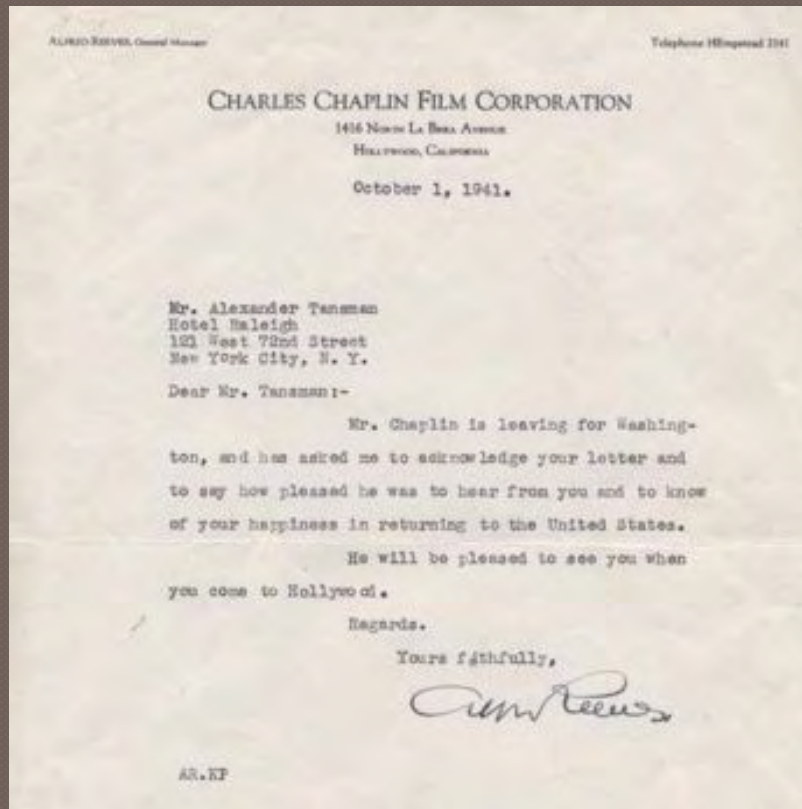 ALFRED REEVES, General Manager
Telephone HEmpstead 2141
CHARLES CHAPLIN FILM CORPORATION
1416 NORTH LA BREA AVENUE
HOLLYWOOD, CALIFORNIA
October 1, 1941.
Mr. Alexander Tansman
Hotel Raleigh
121 West 72nd Street
New York City, N. Y.
Dear Mr. Tansman:-
Mr. Chaplin is leaving for Washing-
ton, and has asked me to acknowledge your letter and
to say how pleased he was to hear from you and to know
of your happiness in returning to the United States.
He will be pleased to see you when
you come to Hollywood.
Regards.
Yours fáthfully,
Alf Reeves
AR.KP